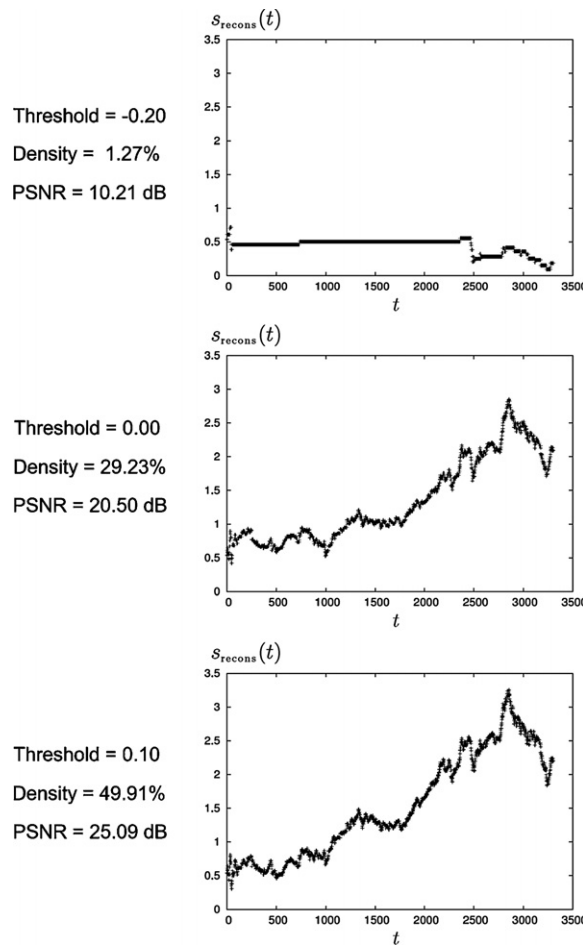 s_recons(t)
3.5
3
2.5
2
1.5
1
0.5
0
0 500 1000 1500 2000 2500 3000 3500
t
Threshold = -0.20
Density = 1.27%
PSNR = 10.21 dB
s_recons(t)
3.5
3
2.5
2
1.5
1
0.5
0
0 500 1000 1500 2000 2500 3000 3500
t
Threshold = 0.00
Density = 29.23%
PSNR = 20.50 dB
s_recons(t)
3.5
3
2.5
2
1.5
1
0.5
0
0 500 1000 1500 2000 2500 3000 3500
t
Threshold = 0.10
Density = 49.91%
PSNR = 25.09 dB